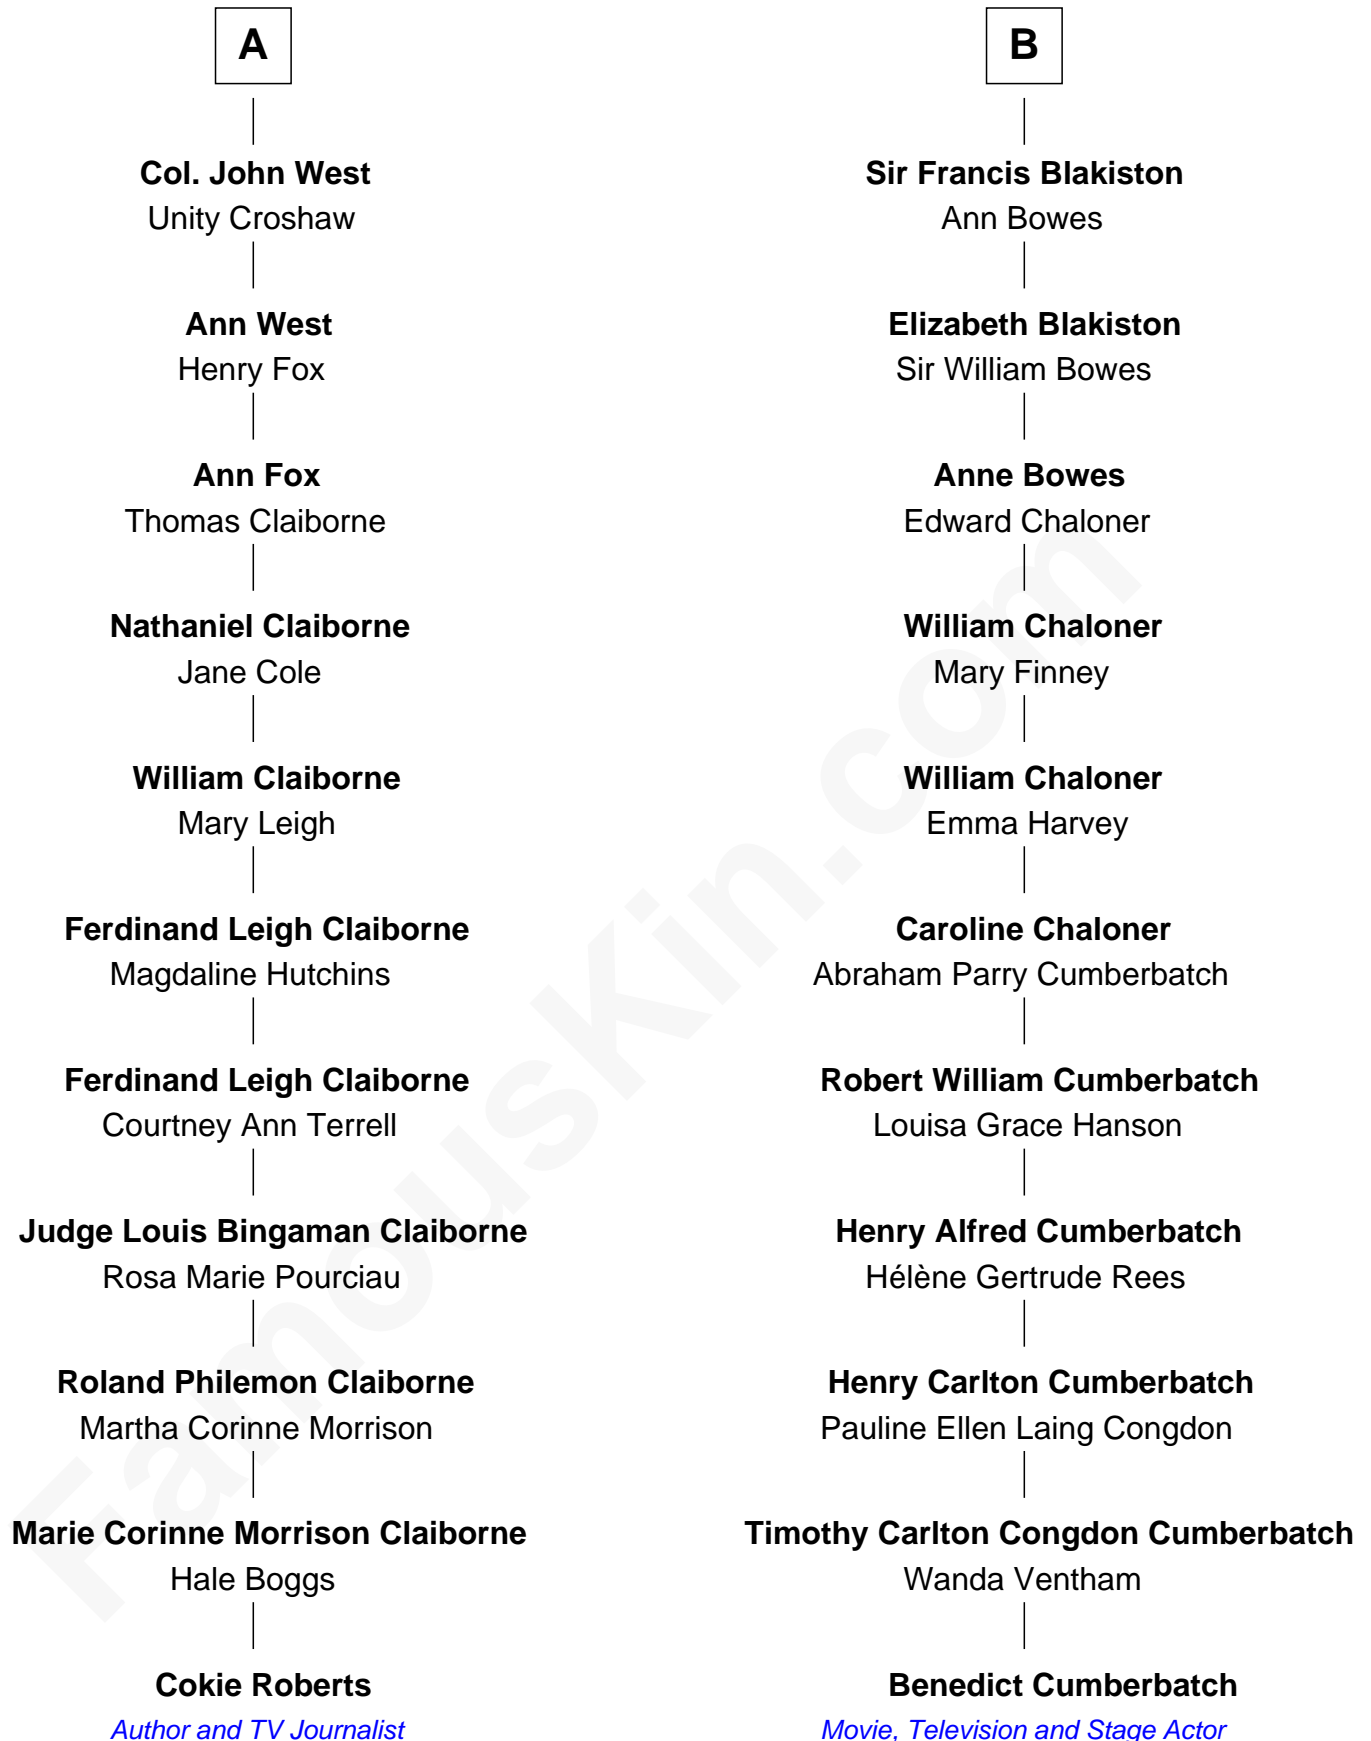 A
Col. John West
Unity Croshaw
Ann West
Henry Fox
Ann Fox
Thomas Claiborne
Nathaniel Claiborne
Jane Cole
William Claiborne
Mary Leigh
Ferdinand Leigh Claiborne
Magdaline Hutchins
Ferdinand Leigh Claiborne
Courtney Ann Terrell
Judge Louis Bingaman Claiborne
Rosa Marie Pourciau
Roland Philemon Claiborne
Martha Corinne Morrison
Marie Corinne Morrison Claiborne
Hale Boggs
Cokie Roberts
Author and TV Journalist
B
Sir Francis Blakiston
Ann Bowes
Elizabeth Blakiston
Sir William Bowes
Anne Bowes
Edward Chaloner
William Chaloner
Mary Finney
William Chaloner
Emma Harvey
Caroline Chaloner
Abraham Parry Cumberbatch
Robert William Cumberbatch
Louisa Grace Hanson
Henry Alfred Cumberbatch
Hélène Gertrude Rees
Henry Carlton Cumberbatch
Pauline Ellen Laing Congdon
Timothy Carlton Congdon Cumberbatch
Wanda Ventham
Benedict Cumberbatch
Movie, Television and Stage Actor
FamousKin.com